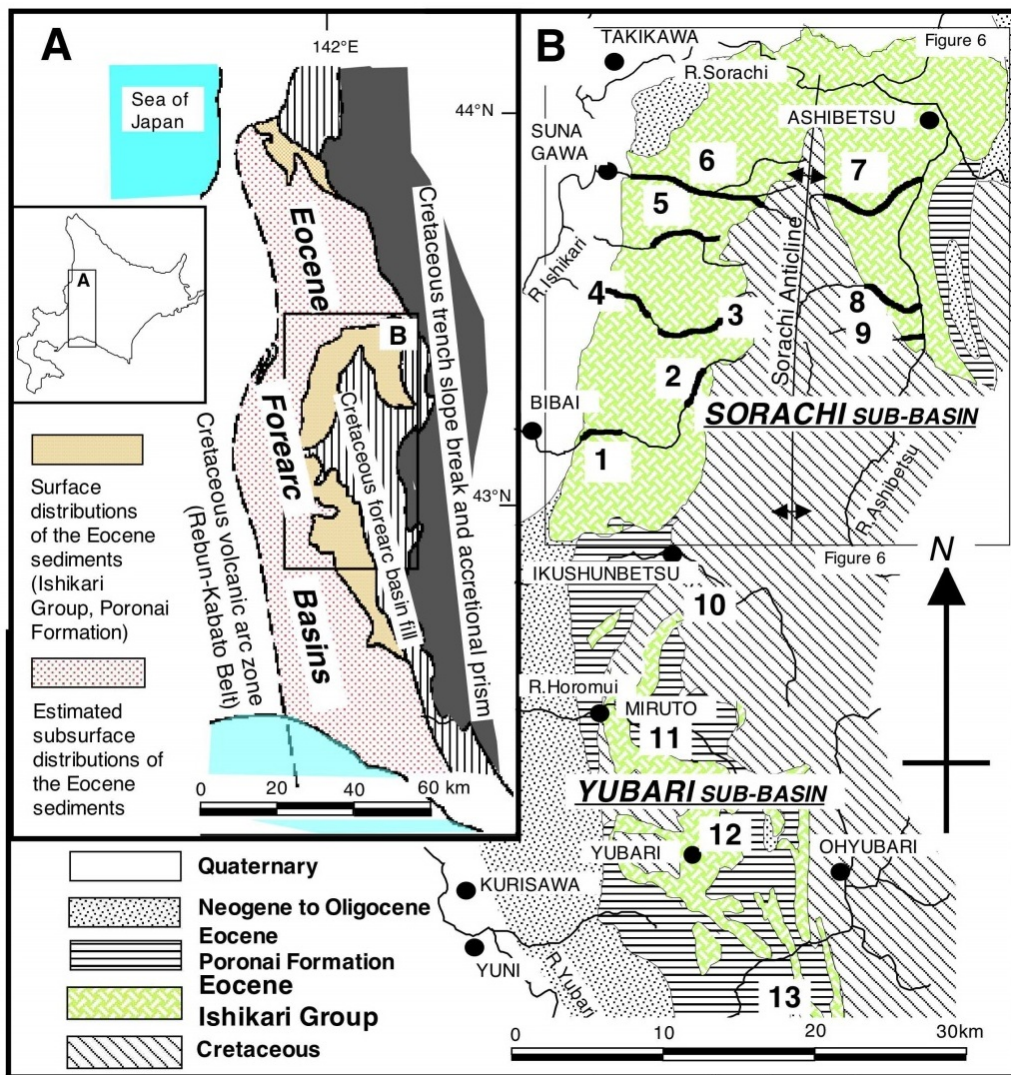 A
142°E
44°N
43°N
Sea of
Japan
A
Eocene
Forearc
Basins
B
Cretaceous trench slope break and accretional prism
Cretaceous forearc basin fill
Cretaceous volcanic arc zone
(Rebun-Kabato Belt)
0 20 40 60 km
Surface
distributions
of the Eocene
sediments
(Ishikari
Group, Poronai
Formation)
Estimated
subsurface
distributions of
the Eocene
sediments
Quaternary
Neogene to Oligocene
Eocene
Poronai Formation
Eocene
Ishikari Group
Cretaceous
B
TAKIKAWA
Figure 6
R.Sorachi
ASHIBETSU
SUNA
GAWA
6
7
5
R.Ishikari
Sorachi Anticline
4
3
8
9
2
BIBAI
SORACHI SUB-BASIN
1
R.Ashibetsu
Figure 6
N
IKUSHUNBETSU
10
R.Horomui
MIRUTO
11
YUBARI SUB-BASIN
12
YUBARI
OHYUBARI
KURISAWA
YUNI
R.Yubari
13
0 10 20 30km